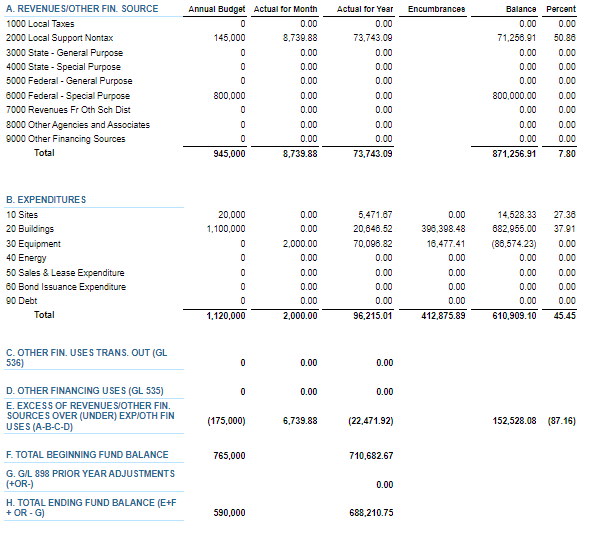 A. REVENUES/OTHER FIN. SOURCE Annual Budget Actual for Month Actual for Year Encumbrances Balance Percent
1000 Local Taxes 0 0.00 0.00 0.00 0.00
2000 Local Support Nontax 145,000 8,739.88 73,743.09 71,256.91 50.86
3000 State - General Purpose 0 0.00 0.00 0.00 0.00
4000 State - Special Purpose 0 0.00 0.00 0.00 0.00
5000 Federal - General Purpose 0 0.00 0.00 0.00 0.00
6000 Federal - Special Purpose 800,000 0.00 0.00 800,000.00 0.00
7000 Revenues Fr Oth Sch Dist 0 0.00 0.00 0.00 0.00
8000 Other Agencies and Associates 0 0.00 0.00 0.00 0.00
9000 Other Financing Sources 0 0.00 0.00 0.00 0.00
Total 945,000 8,739.88 73,743.09 871,256.91 7.80
B. EXPENDITURES
10 Sites 20,000 0.00 5,471.67 0.00 14,528.33 27.36
20 Buildings 1,100,000 0.00 20,646.52 396,398.48 682,955.00 37.91
30 Equipment 0 2,000.00 70,096.82 16,477.41 (86,574.23) 0.00
40 Energy 0 0.00 0.00 0.00 0.00 0.00
50 Sales & Lease Expenditure 0 0.00 0.00 0.00 0.00 0.00
60 Bond Issuance Expenditure 0 0.00 0.00 0.00 0.00 0.00
90 Debt 0 0.00 0.00 0.00 0.00 0.00
Total 1,120,000 2,000.00 96,215.01 412,875.89 610,909.10 45.45
C. OTHER FIN. USES TRANS. OUT (GL
536) 0 0.00 0.00
D. OTHER FINANCING USES (GL 535) 0 0.00 0.00
E. EXCESS OF REVENUES/OTHER FIN.
SOURCES OVER (UNDER) EXP/OTH FIN
USES (A-B-C-D) (175,000) 6,739.88 (22,471.92) 152,528.08 (87.16)
F. TOTAL BEGINNING FUND BALANCE 765,000 710,682.67
G. G/L 898 PRIOR YEAR ADJUSTMENTS
(+OR-) 0.00
H. TOTAL ENDING FUND BALANCE (E+F
+ OR - G) 590,000 688,210.75